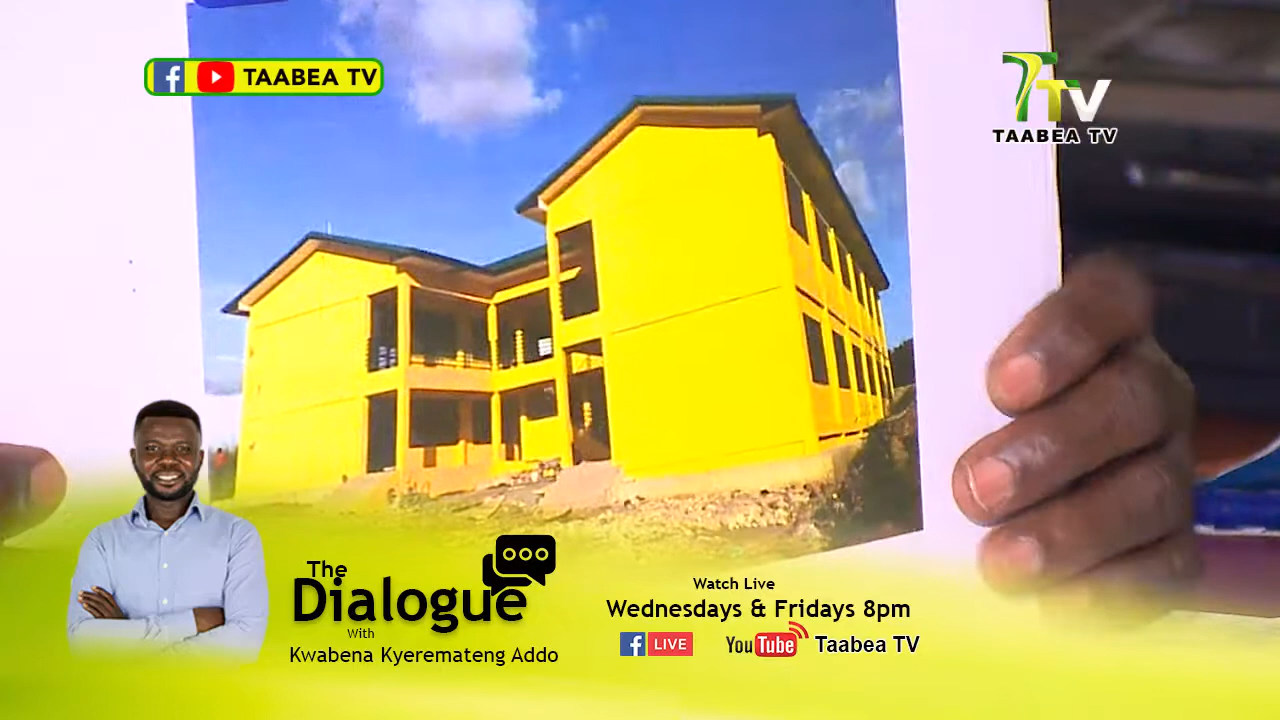 TAABEA TV
TTV
TAABEA TV
The
Dialogue
With
Kwabena Kyeremateng Addo
Watch Live
Wednesdays & Fridays 8pm
f LIVE
YouTube Taabea TV